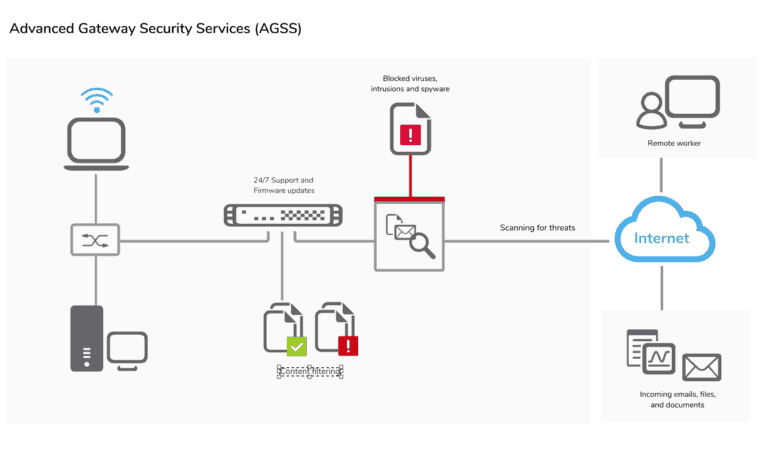 Advanced Gateway Security Services (AGSS)
Blocked viruses,
intrusions and spyware
Remote worker
24/7 Support and
Firmware updates
Scanning for threats
Internet
Content filtering
Incoming emails, files,
and documents